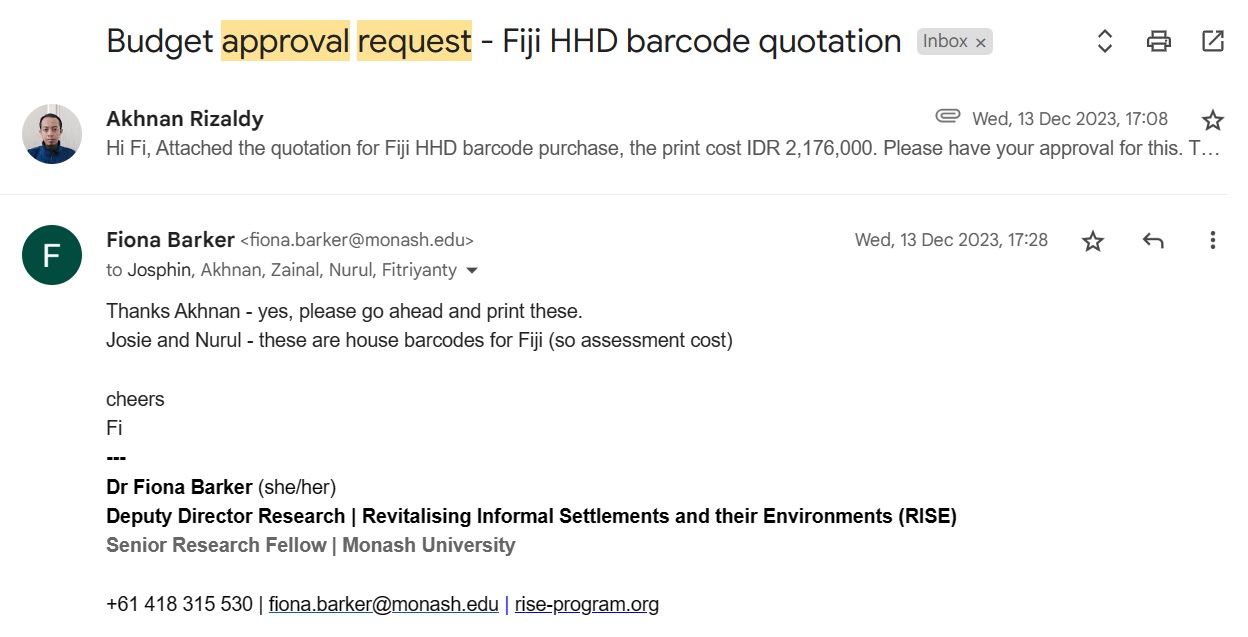 Budget approval request - Fiji HHD barcode quotation Inbox ×
Akhnan Rizaldy Wed, 13 Dec 2023, 17:08
Hi Fi, Attached the quotation for Fiji HHD barcode purchase, the print cost IDR 2,176,000. Please have your approval for this. T…
F
Fiona Barker <fiona.barker@monash.edu> Wed, 13 Dec 2023, 17:28
to Josphin, Akhnan, Zainal, Nurul, Fitriyanty
Thanks Akhnan - yes, please go ahead and print these.
Josie and Nurul - these are house barcodes for Fiji (so assessment cost)
cheers
Fi
---
Dr Fiona Barker (she/her)
Deputy Director Research | Revitalising Informal Settlements and their Environments (RISE)
Senior Research Fellow | Monash University
+61 418 315 530 | fiona.barker@monash.edu | rise-program.org